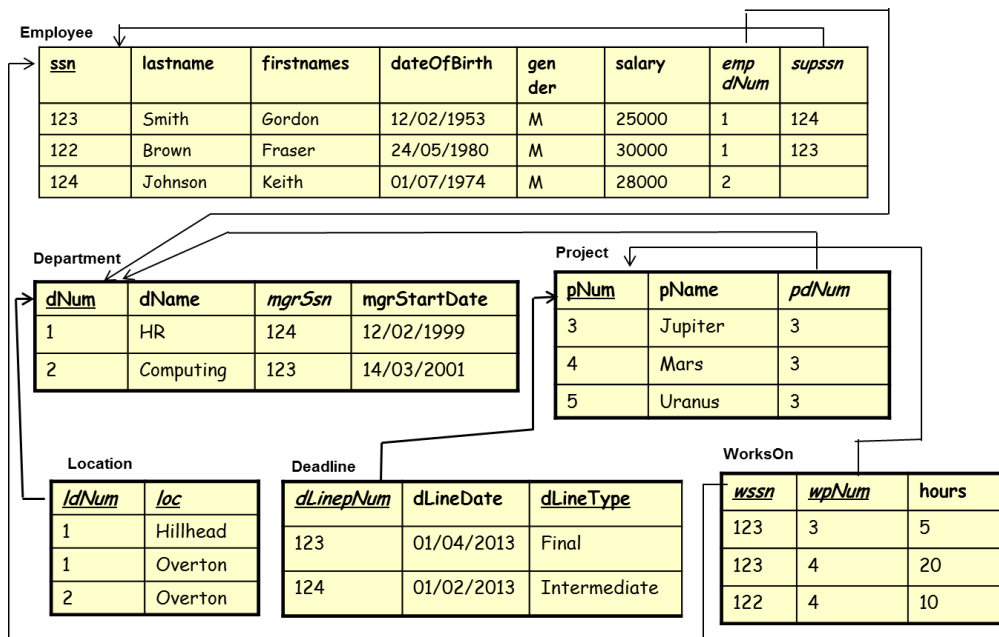 Employee
ssn lastname firstnames dateOfBirth gen der salary emp dNum supssn
123 Smith Gordon 12/02/1953 M 25000 1 124
122 Brown Fraser 24/05/1980 M 30000 1 123
124 Johnson Keith 01/07/1974 M 28000 2
Department
dNum dName mgrSsn mgrStartDate
1 HR 124 12/02/1999
2 Computing 123 14/03/2001
Project
pNum pName pdNum
3 Jupiter 3
4 Mars 3
5 Uranus 3
Location
ldNum loc
1 Hillhead
1 Overton
2 Overton
Deadline
dLinepNum dLineDate dLineType
123 01/04/2013 Final
124 01/02/2013 Intermediate
WorksOn
wssn wpNum hours
123 3 5
123 4 20
122 4 10